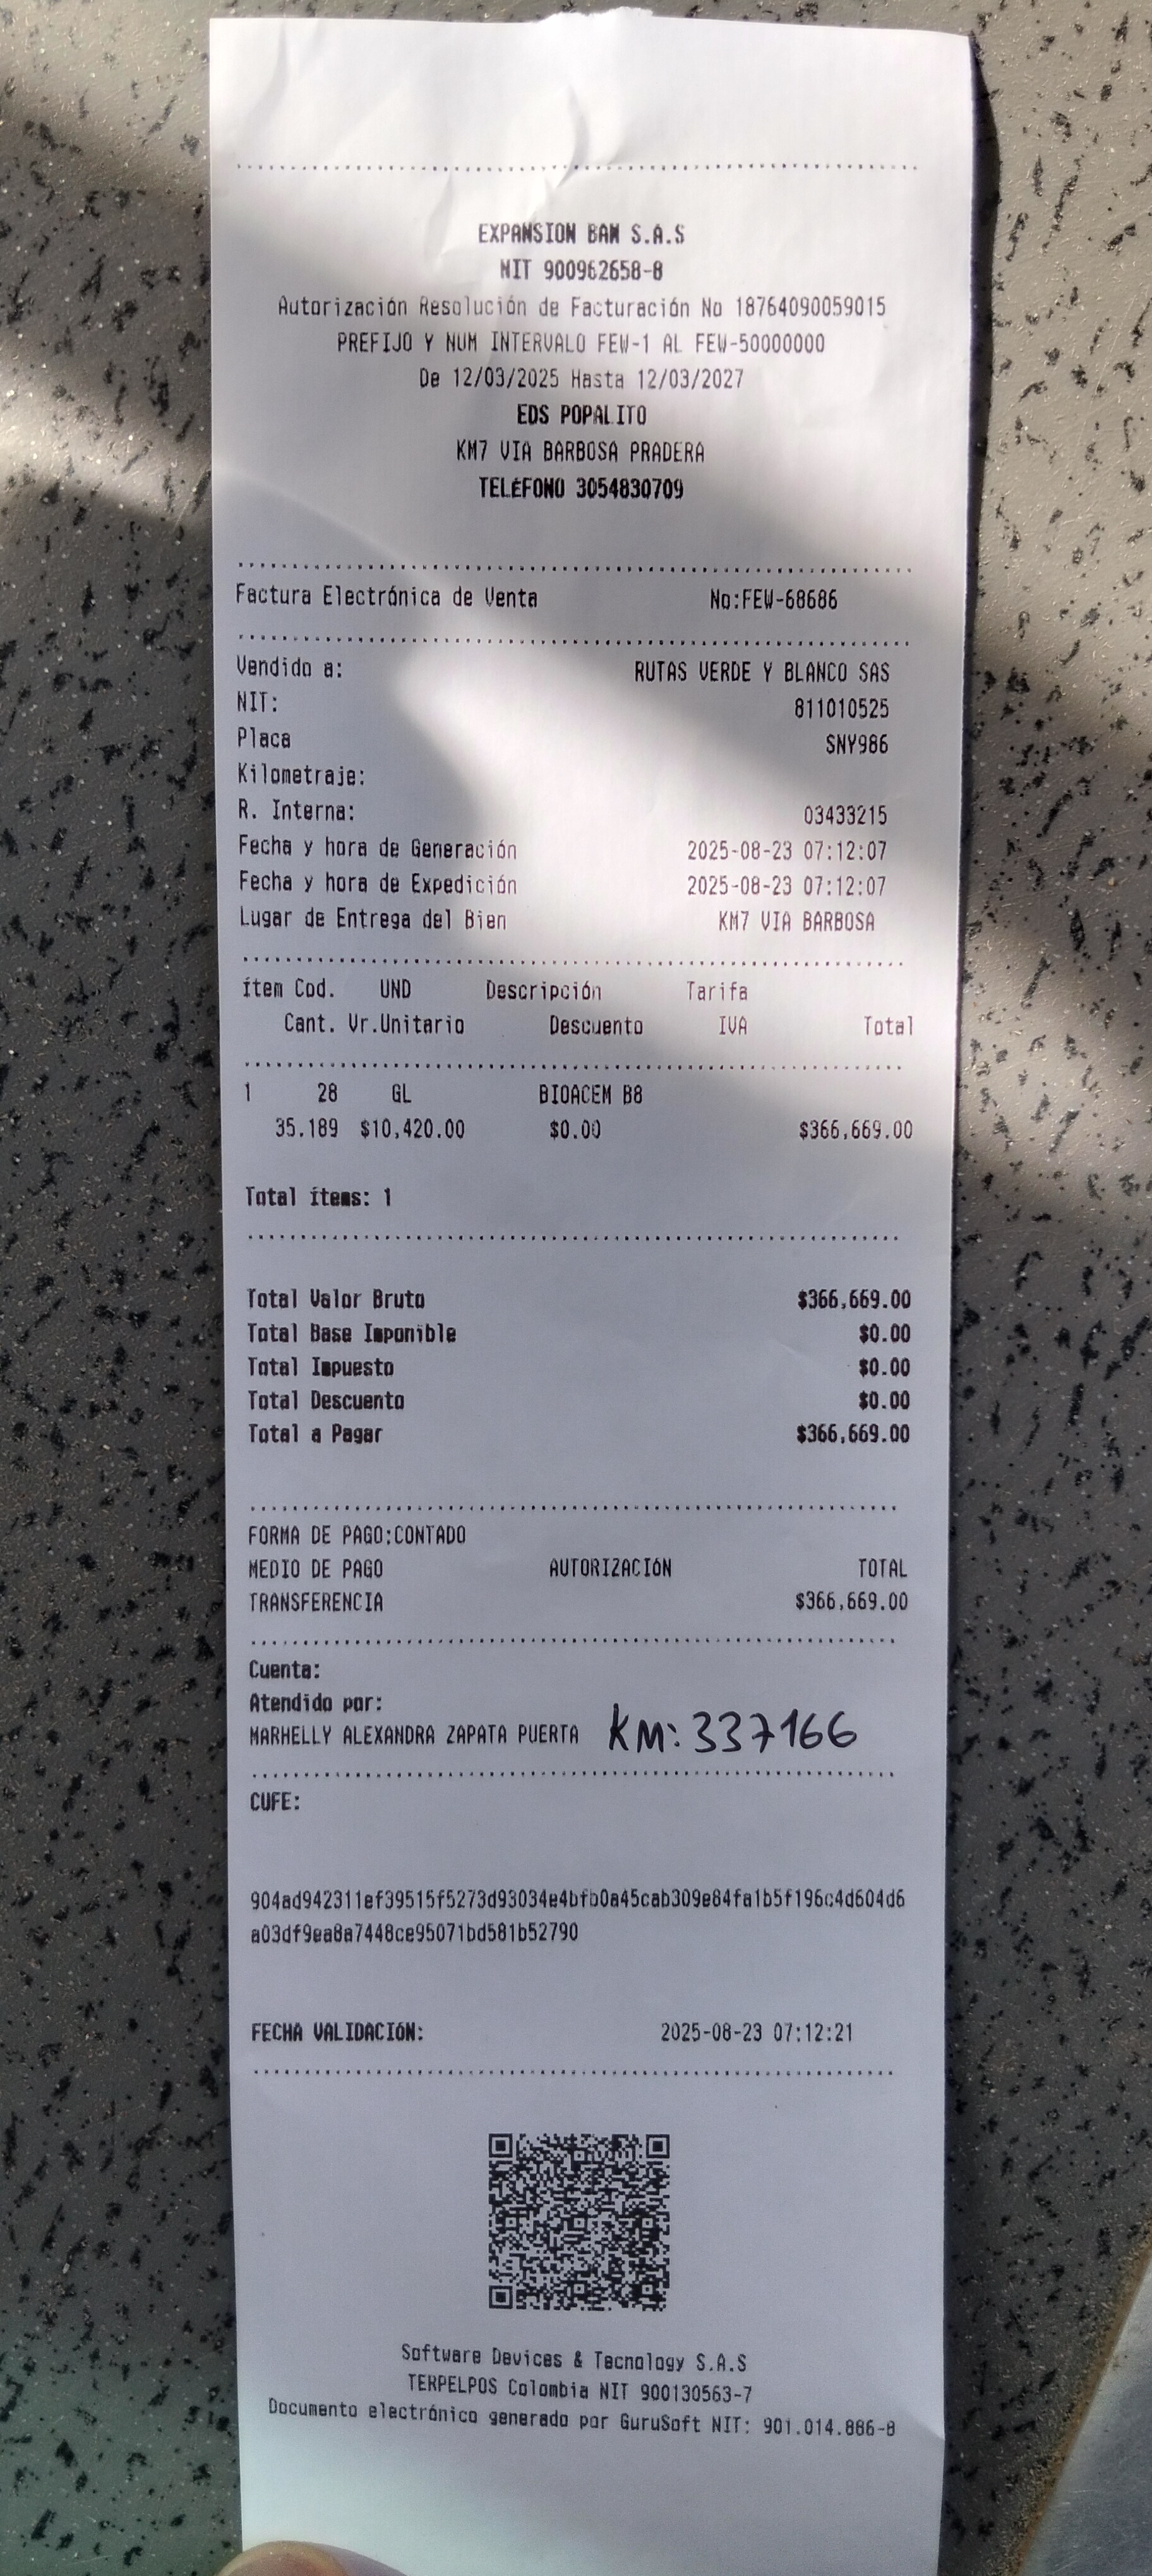 EXPANSION BAM S.A.S
NIT 900962658-8
Autorización Resolución de Facturación No 18764090059015
PREFIJO Y NUM INTERVALO FEW-1 AL FEW-50000000
De 12/03/2025 Hasta 12/03/2027
EDS POPALITO
KM7 VIA BARBOSA PRADERA
TELÉFONO 3054830709
Factura Electrónica de Venta No:FEW-68686
Vendido a: RUTAS VERDE Y BLANCO SAS
NIT: 811010525
Placa SNY986
Kilometraje:
R. Interna: 03433215
Fecha y hora de Generación 2025-08-23 07:12:07
Fecha y hora de Expedición 2025-08-23 07:12:07
Lugar de Entrega del Bien KM7 VIA BARBOSA
ítem Cod. UND Descripción Tarifa
Cant. Vr.Unitario Descuento IVA Total
1 28 GL BIOACEM B8
35.189 $10,420.00 $0.00 $366,669.00
Total ítems: 1
Total Valor Bruto $366,669.00
Total Base Imponible $0.00
Total Impuesto $0.00
Total Descuento $0.00
Total a Pagar $366,669.00
FORMA DE PAGO:CONTADO
MEDIO DE PAGO AUTORIZACIÓN TOTAL
TRANSFERENCIA $366,669.00
Cuenta:
Atendido por:
MARHELLY ALEXANDRA ZAPATA PUERTA KM: 337166
CUFE:
904ad942311ef39515f5273d93034e4bfb0a45cab309e84fa1b5f196c4d604d6
a03df9ea8a7448ce95071bd581b52790
FECHA VALIDACIÓN: 2025-08-23 07:12:21
Software Devices & Tecnology S.A.S
TERPELPOS Colombia NIT 900130563-7
Documento electrónico generado por GuruSoft NIT: 901.014.886-8